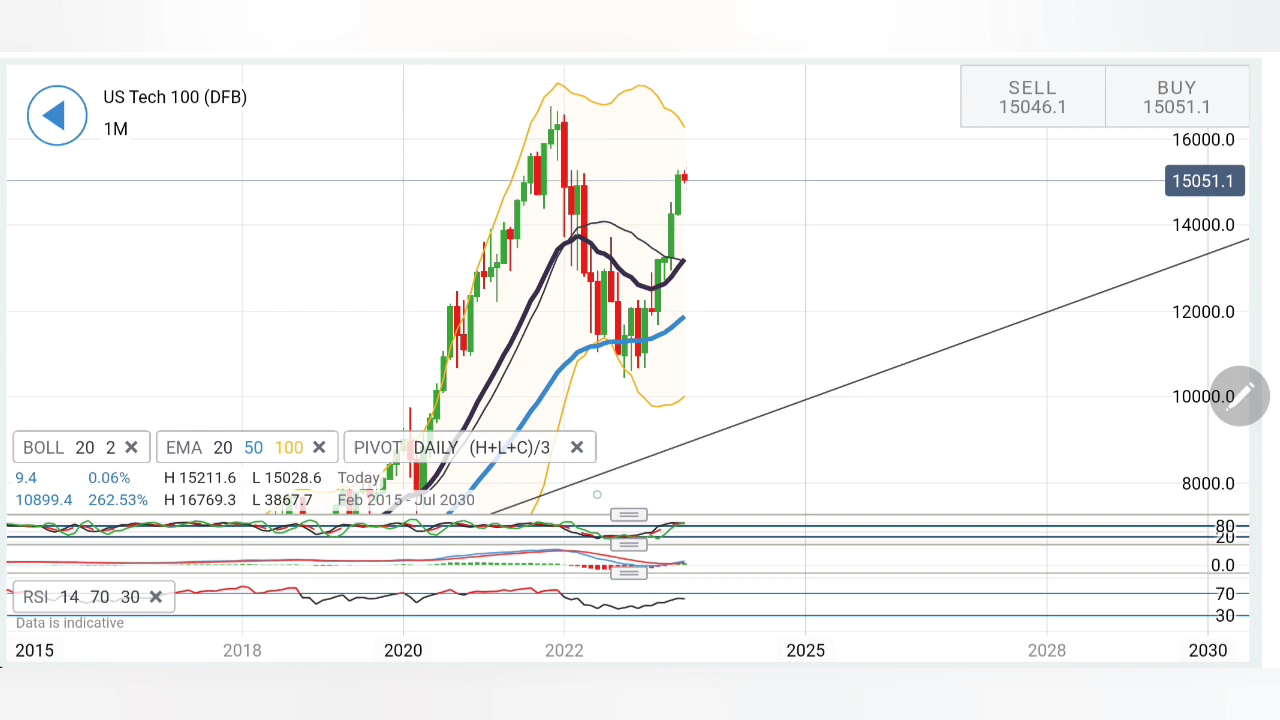 US Tech 100 (DFB)
1M
SELL
15046.1
BUY
15051.1
16000.0
15051.1
14000.0
12000.0
10000.0
8000.0
BOLL 20 2
EMA 20 50 100
PIVOT DAILY (H+L+C)/3
9.4 0.06% H 15211.6 L 15028.6 Today
10899.4 262.53% H 16769.3 L 3867.7 Feb 2015 - Jul 2030
80
20
0.0
RSI 14 70 30
70
30
Data is indicative
2015 2018 2020 2022 2025 2028 2030